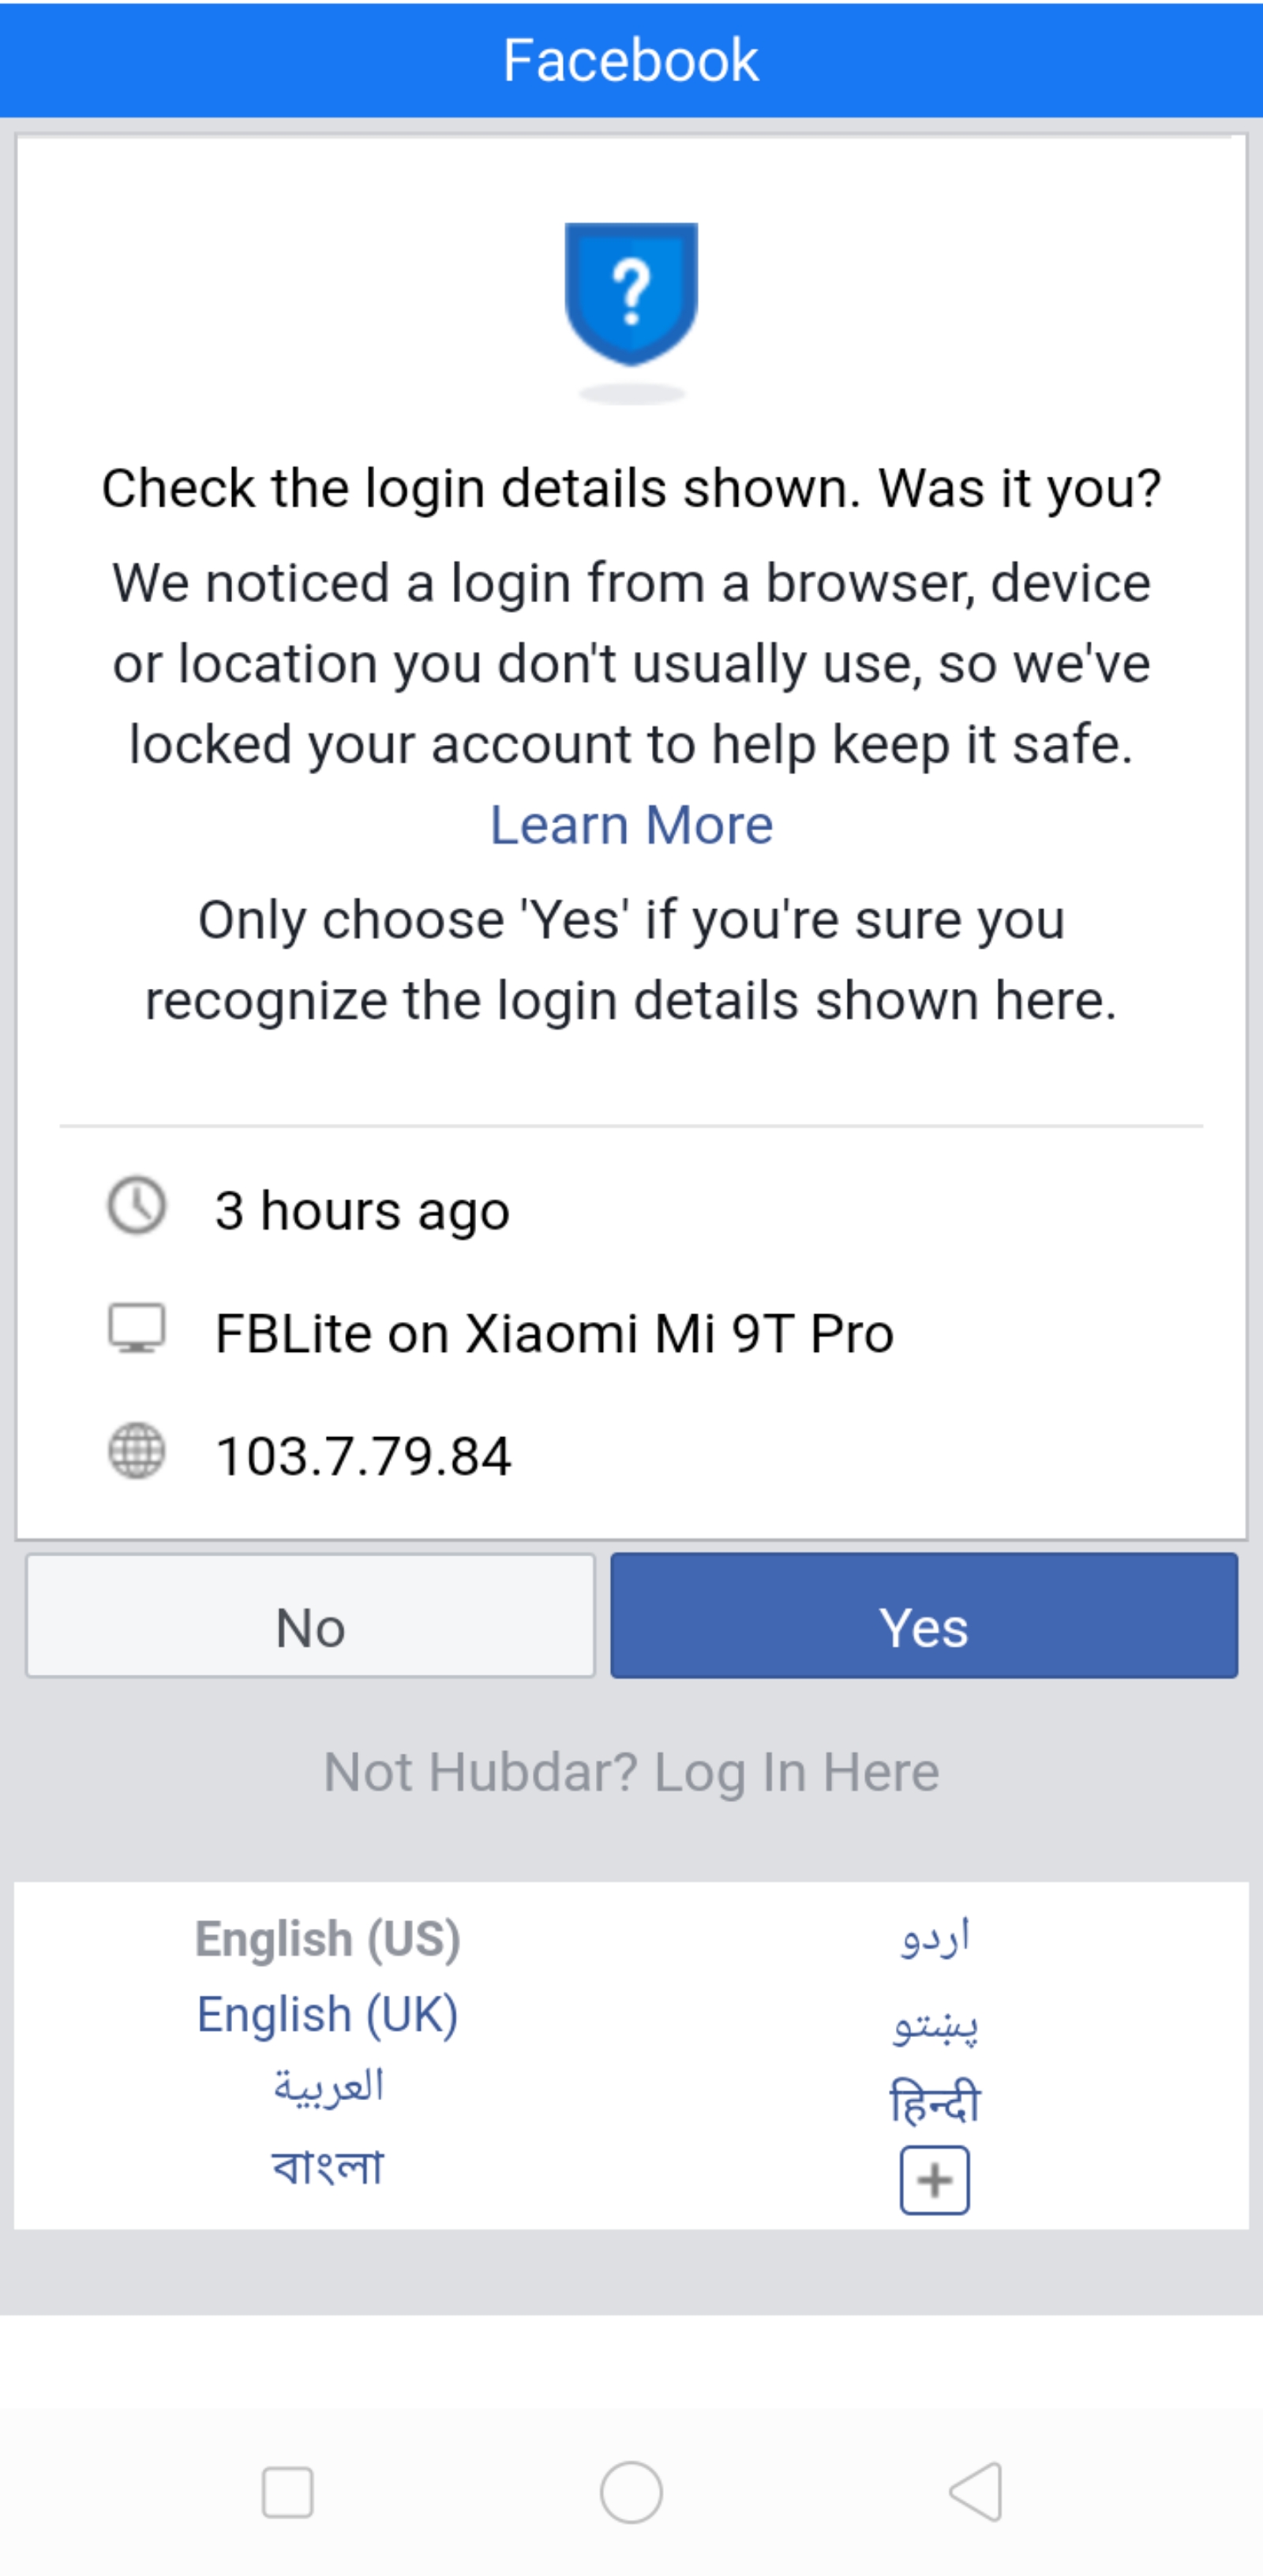 Facebook
?
Check the login details shown. Was it you?
We noticed a login from a browser, device
or location you don't usually use, so we've
locked your account to help keep it safe.
Learn More
Only choose 'Yes' if you're sure you
recognize the login details shown here.
3 hours ago
FBLite on Xiaomi Mi 9T Pro
103.7.79.84
No
Yes
Not Hubdar? Log In Here
English (US)
اردو
English (UK)
پښتو
العربية
हिन्दी
বাংলা
+